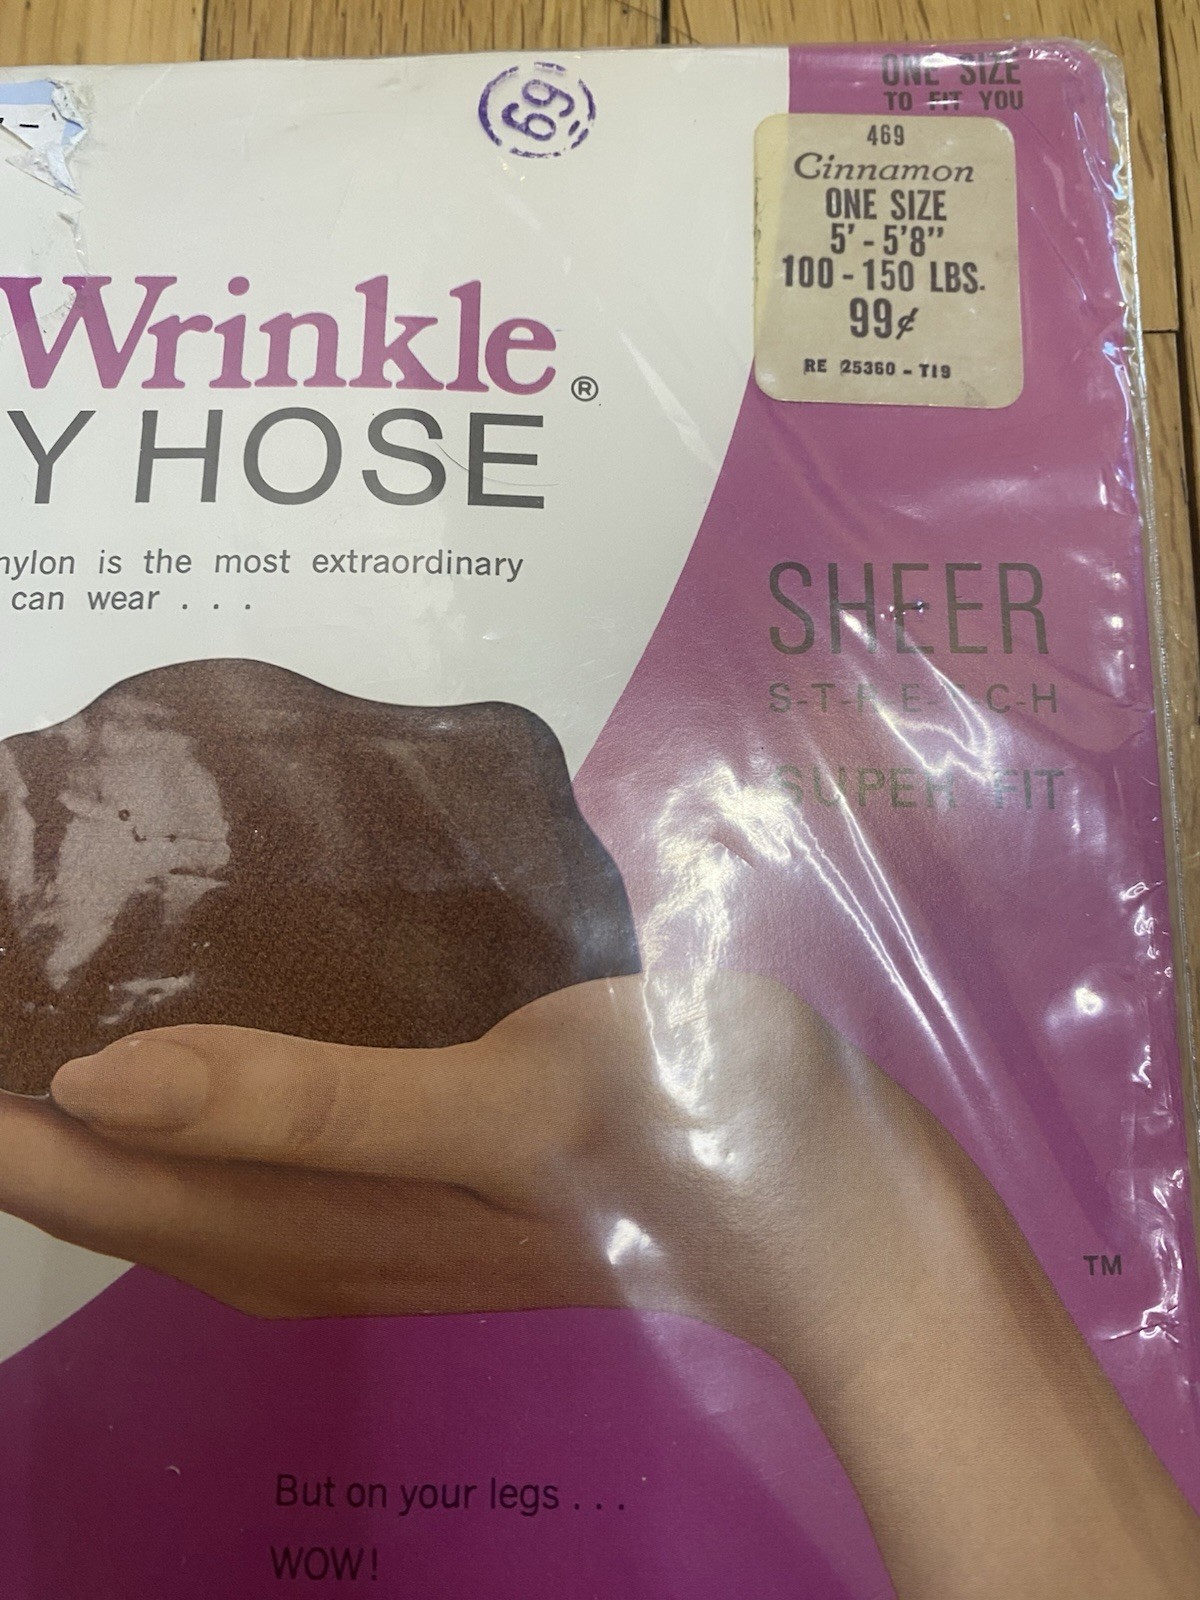 69
ONE SIZE
TO FIT YOU
469
Cinnamon
ONE SIZE
5' - 5'8"
100 - 150 LBS.
99¢
RE 25360 - T19
Wrinkle®
Y HOSE
nylon is the most extraordinary
can wear . . .
SHEER
S-T-R-E-T-C-H
SUPER FIT
TM
But on your legs . . .
WOW!